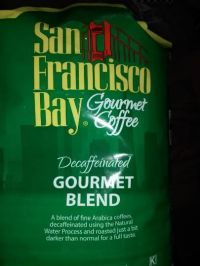 San
Francisco
Bay® Gourmet
Coffee
Decaffeinated
GOURMET
BLEND
A blend of fine Arabica coffees,
decaffeinated using the Natural
Water Process and roasted just a bit
darker than normal for a full taste.